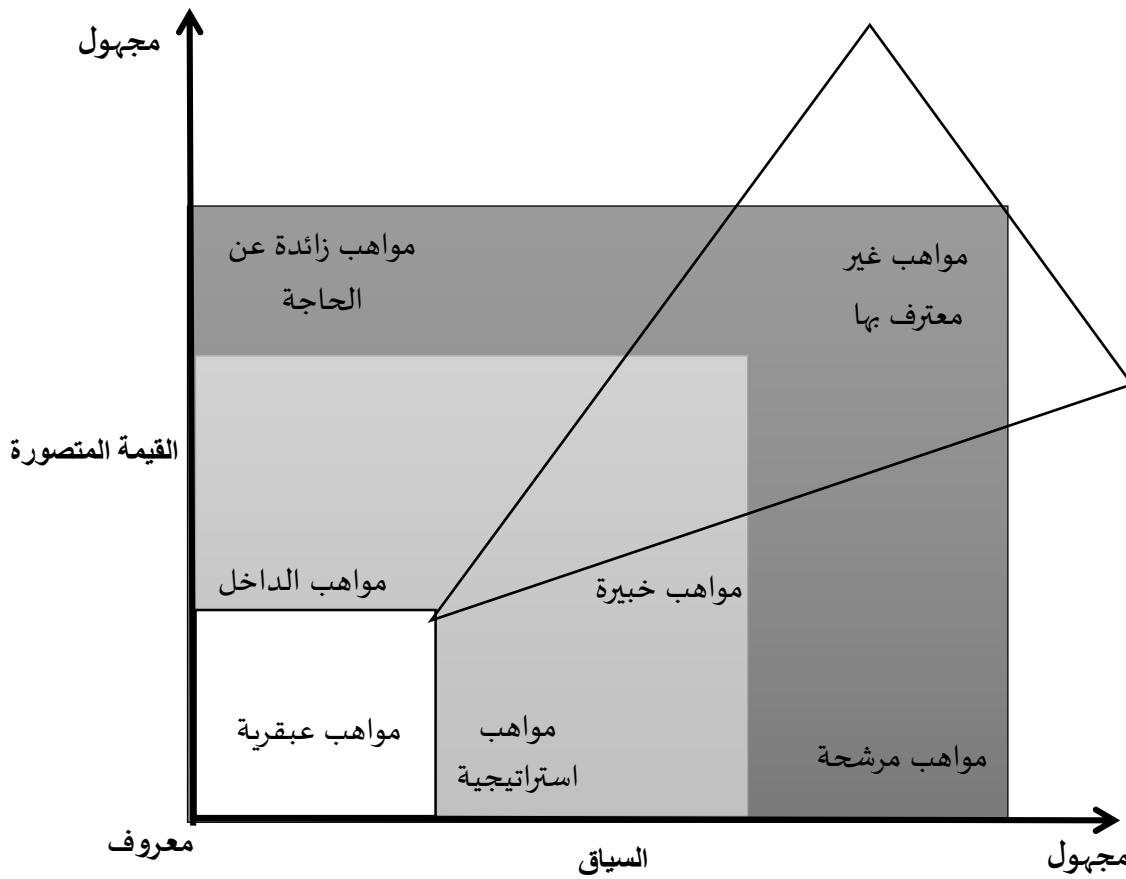 مجهول
مواهب زائدة عن
الحاجة
مواهب غير
معترف بها
القيمة المتصورة
مواهب الداخل
مواهب خبيرة
مواهب عبقرية
مواهب
استراتيجية
مواهب مرشحة
معروف
السياق
مجهول